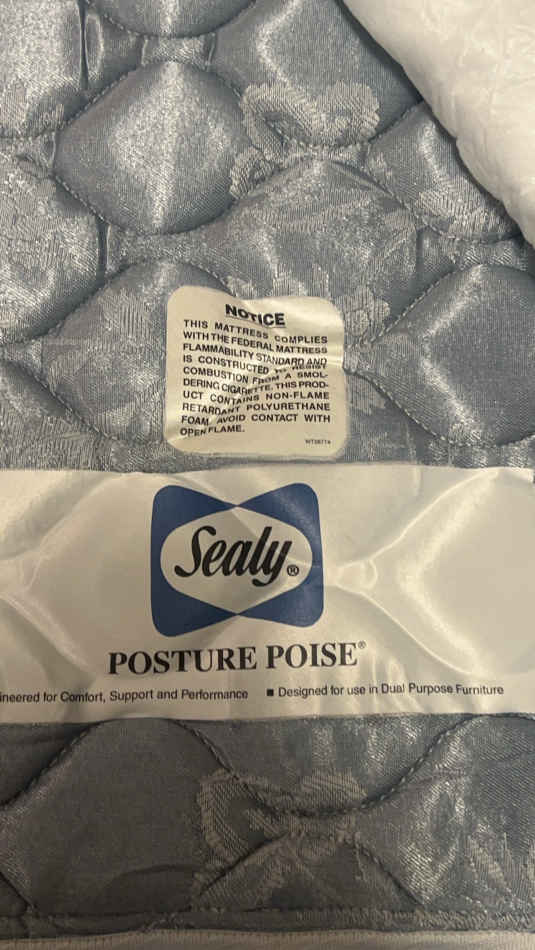 NOTICE
THIS MATTRESS COMPLIES
WITH THE FEDERAL MATTRESS
FLAMMABILITY STANDARD AND
IS CONSTRUCTED TO RESIST
COMBUSTION FROM A SMOL-
DERING CIGARETTE. THIS PROD-
UCT CONTAINS NON-FLAME
RETARDANT POLYURETHANE
FOAM. AVOID CONTACT WITH
OPEN FLAME.
Sealy®
POSTURE POISE®
ineered for Comfort, Support and Performance ■ Designed for use in Dual Purpose Furniture